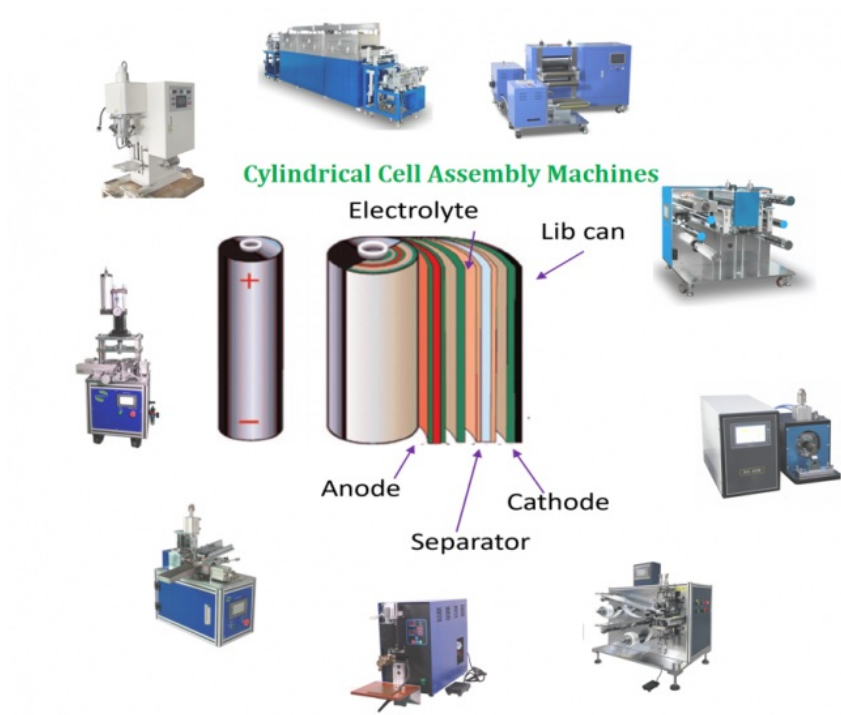 Cylindrical Cell Assembly Machines
Electrolyte
Lib can
+
−
Anode
Cathode
Separator